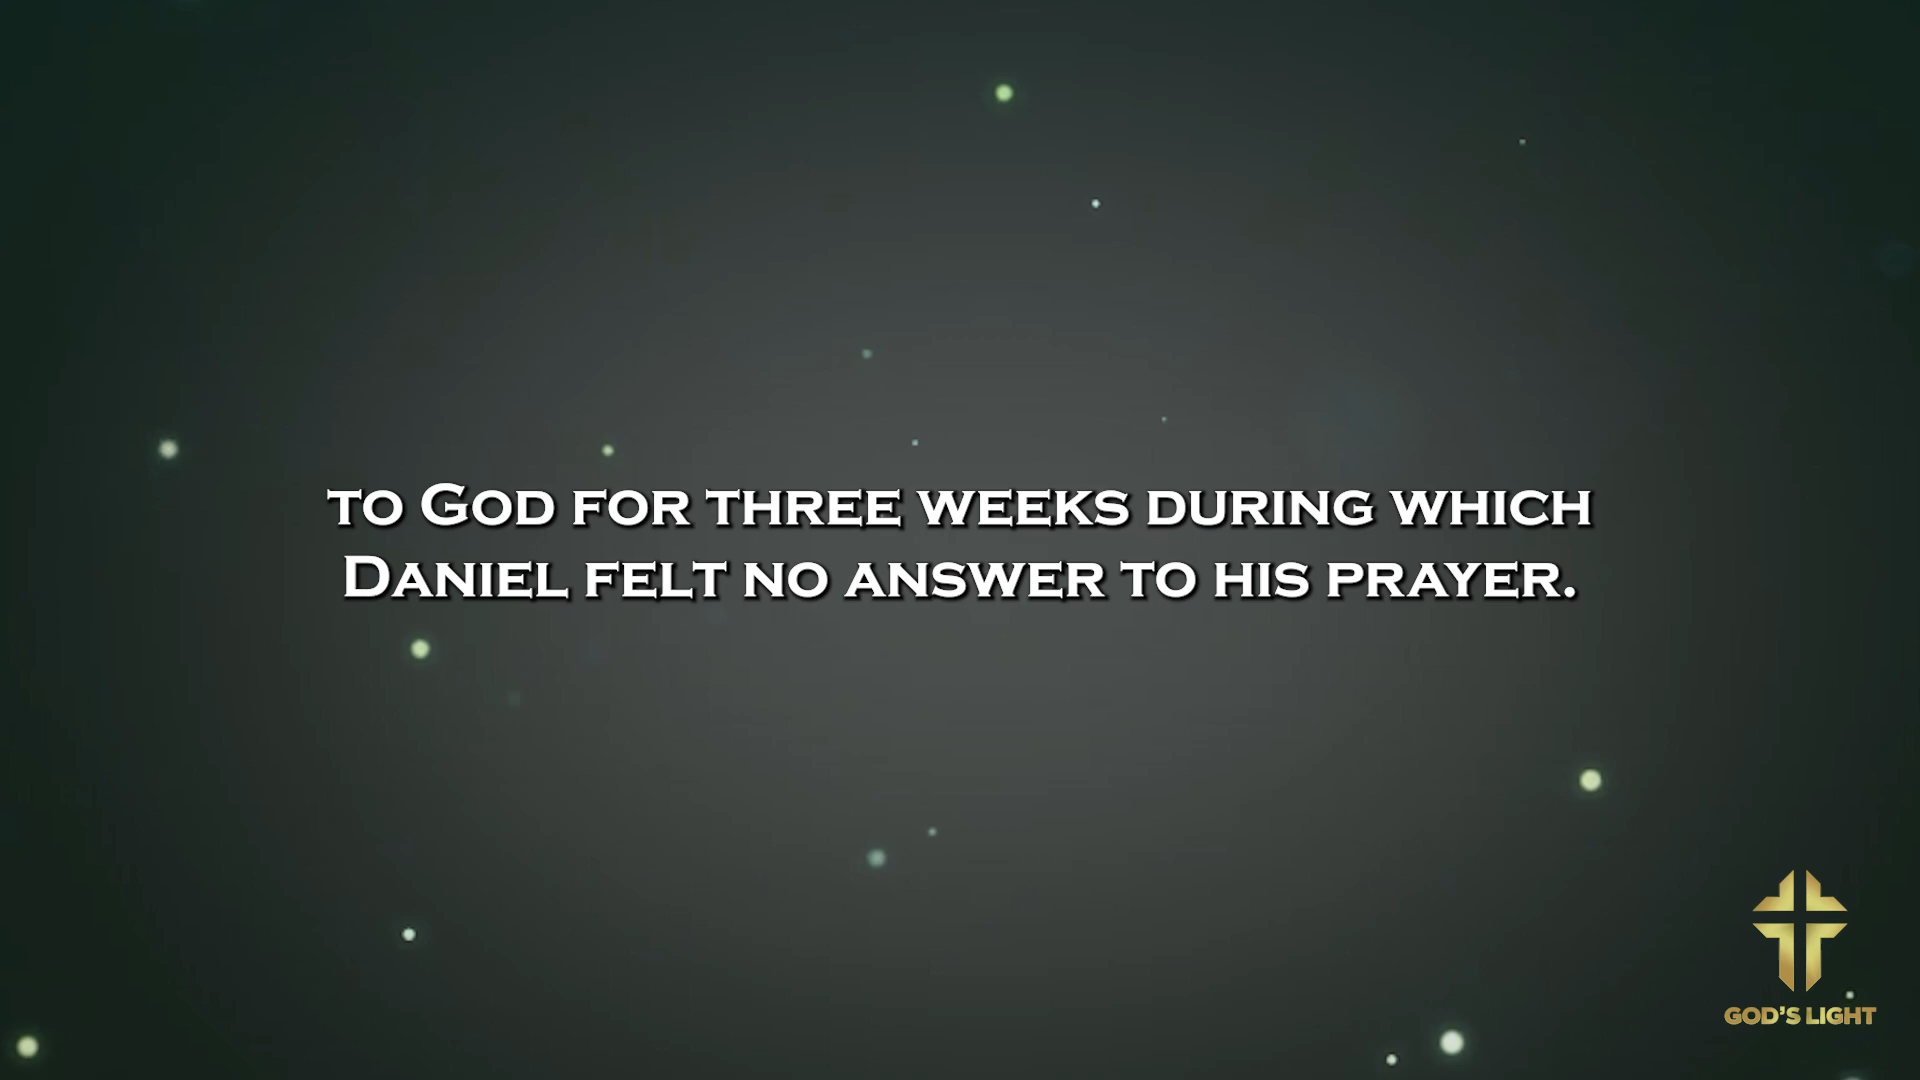 to God for three weeks during which
Daniel felt no answer to his prayer.
GOD'S LIGHT